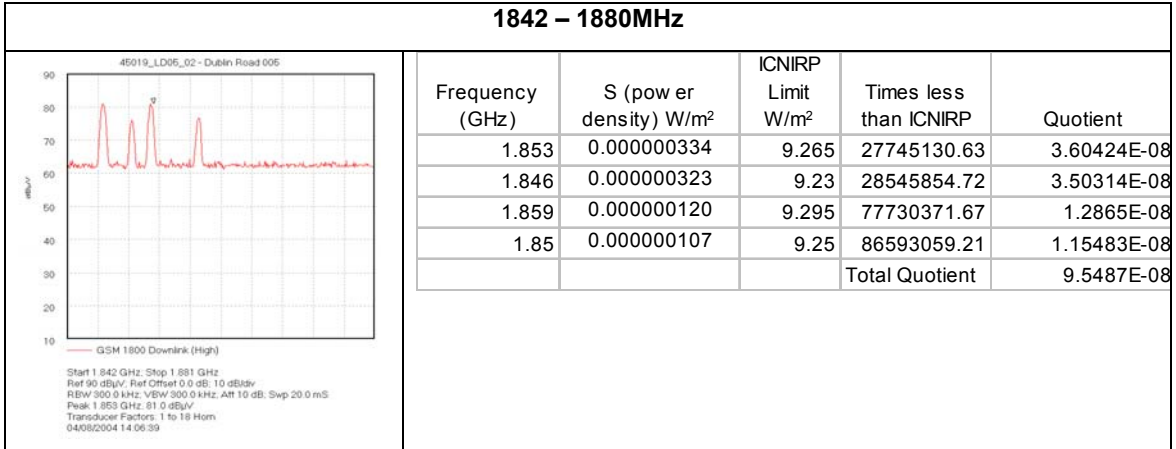 1842 – 1880MHz
45019_LD05_02 - Dublin Road 005
90
80
70
60
50
40
30
20
10
dBµV
GSM 1800 Downlink (High)
Start 1.842 GHz; Stop 1.881 GHz
Ref 90 dBµV; Ref Offset 0.0 dB; 10 dB/div
RBW 300.0 kHz; VBW 300.0 kHz; Att 10 dB; Swp 20.0 mS
Peak 1.853 GHz, 81.0 dBµV
Transducer Factors: 1 to 18 Horn
04/08/2004 14:06:39
Frequency (GHz) S (pow er density) W/m² ICNIRP Limit W/m² Times less than ICNIRP Quotient
1.853 0.000000334 9.265 27745130.63 3.60424E-08
1.846 0.000000323 9.23 28545854.72 3.50314E-08
1.859 0.000000120 9.295 77730371.67 1.2865E-08
1.85 0.000000107 9.25 86593059.21 1.15483E-08
Total Quotient 9.5487E-08